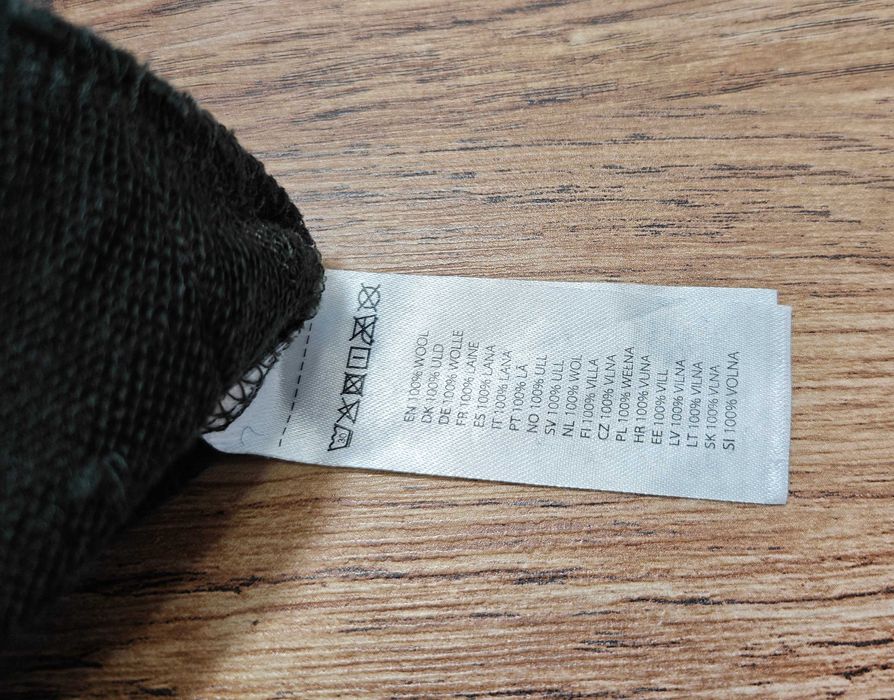 30
EN 100% WOOL
DK 100% ULD
DE 100% WOLLE
FR 100% LAINE
ES 100% LANA
IT 100% LANA
PT 100% LÃ
NO 100% ULL
SV 100% ULL
NL 100% WOL
FI 100% VILLA
CZ 100% VLNA
PL 100% WEŁNA
HR 100% VUNA
EE 100% VILL
LV 100% VILNA
LT 100% VILNA
SK 100% VLNA
SI 100% VOLNA